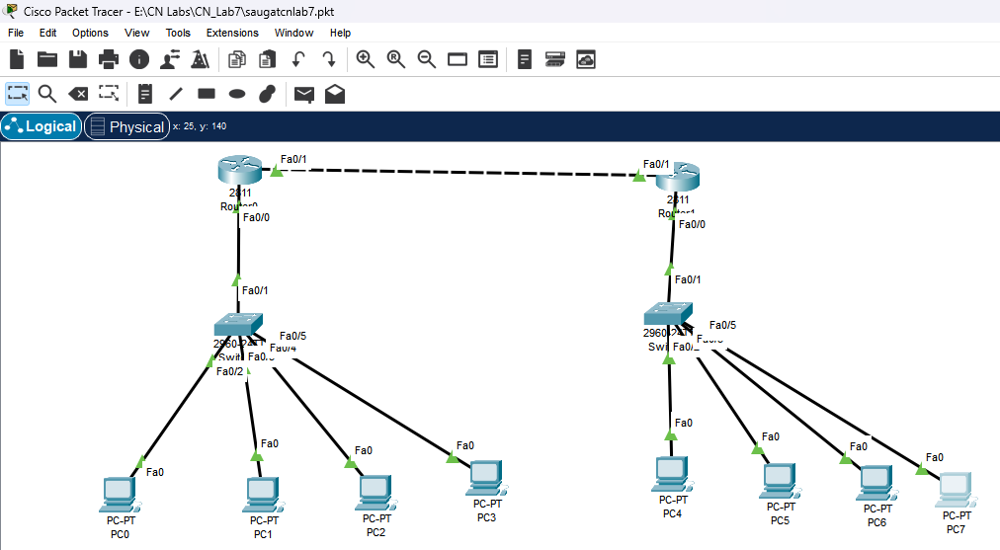 Cisco Packet Tracer - E:\CN Labs\CN_Lab7\saugatcnlab7.pkt
File Edit Options View Tools Extensions Window Help
Logical Physical x: 25, y: 140
Fa0/1 Fa0/1
2811 2811
Router0 Router1
Fa0/0 Fa0/0
Fa0/1 Fa0/1
Fa0/5 Fa0/5
Fa0/4
Fa0/2
Fa0 Fa0 Fa0 Fa0 Fa0 Fa0 Fa0 Fa0
PC-PT PC-PT PC-PT PC-PT PC-PT PC-PT PC-PT PC-PT
PC0 PC1 PC2 PC3 PC4 PC5 PC6 PC7